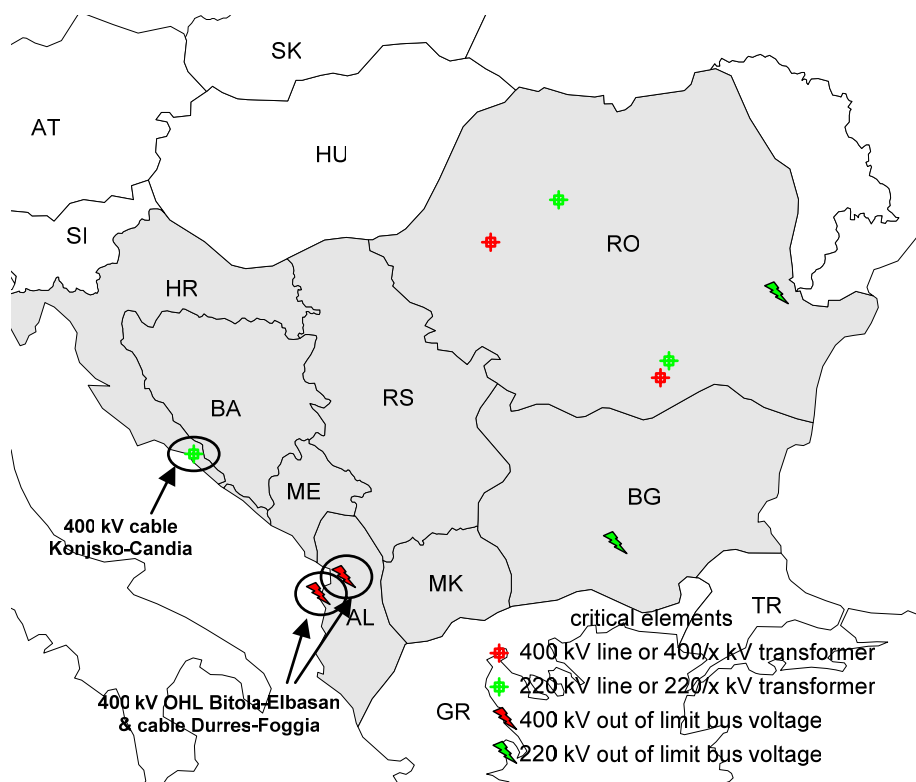 SK
AT
HU
SI
RO
HR
RS
BA
ME
BG
400 kV cable
Konjsko-Candia
MK
TR
AL
critical elements
400 kV line or 400/x kV transformer
220 kV line or 220/x kV transformer
400 kV OHL Bitola-Elbasan
& cable Durres-Foggia
GR
400 kV out of limit bus voltage
220 kV out of limit bus voltage